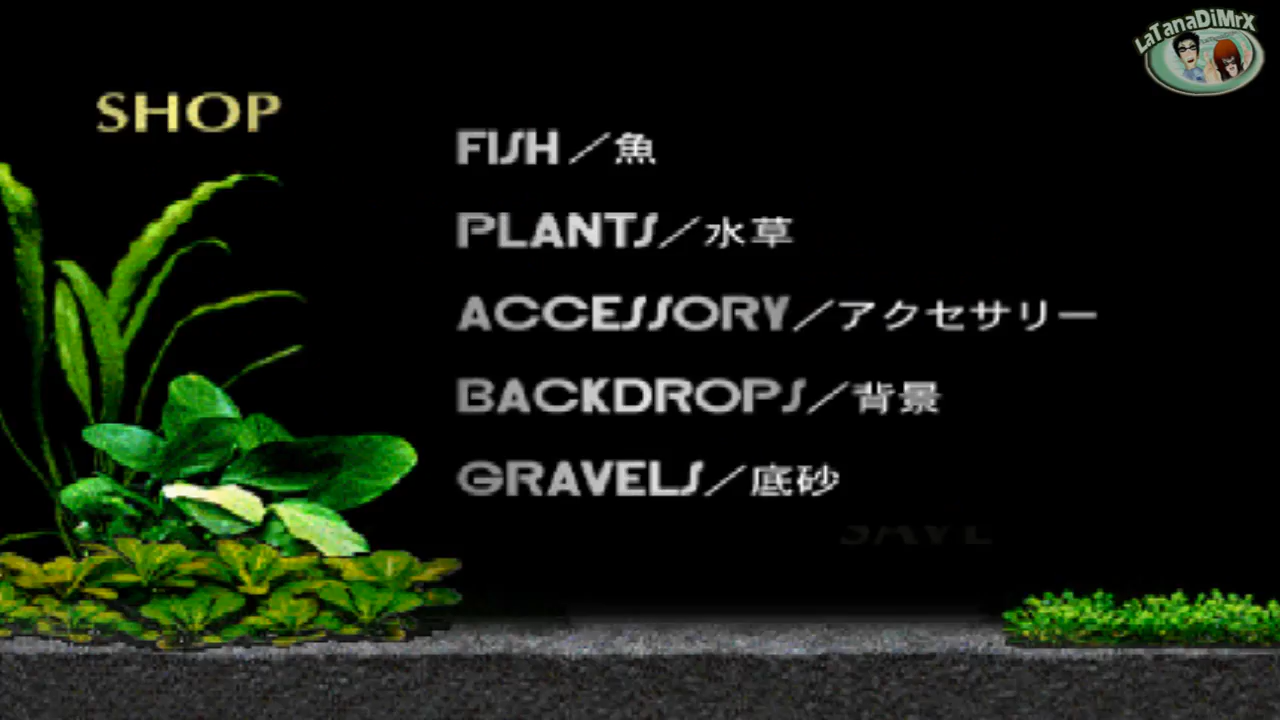 LaTanaDiMrX
SHOP
FISH／魚
PLANTS／水草
ACCESSORY／アクセサリー
BACKDROPS／背景
GRAVELS／底砂
SAVE